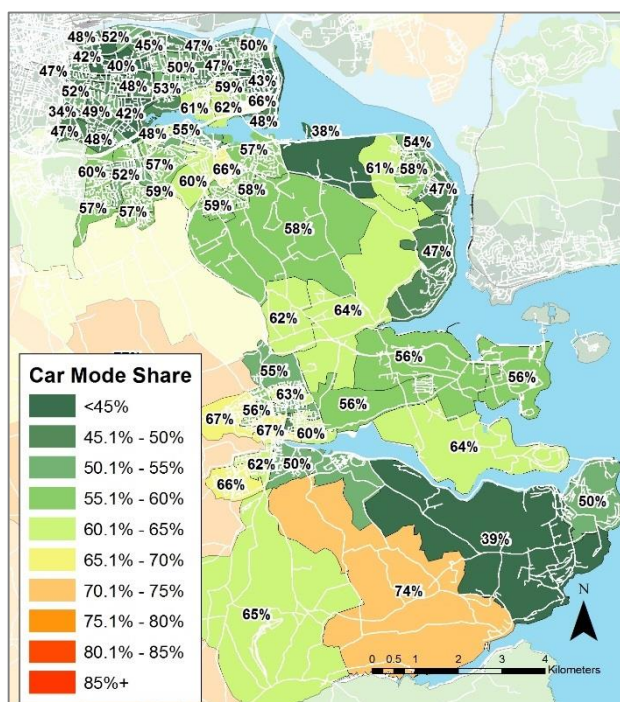 48% 52%
45% 47% 50%
42%
47% 40% 50% 47% 43%
52% 48% 53% 59%
34% 49% 42% 61% 62% 66%
47% 48% 48% 55% 48%
38%
57% 54%
60% 52% 57% 66% 61% 58%
59% 60% 58% 47%
57% 57% 59%
58% 47%
62% 64%
55% 56% 56%
63%
67% 56% 56%
67% 60%
64%
62% 50%
66% 50%
39%
74%
65%
Car Mode Share
<45%
45.1% - 50%
50.1% - 55%
55.1% - 60%
60.1% - 65%
65.1% - 70%
70.1% - 75%
75.1% - 80%
80.1% - 85%
85%+
N
0 0.5 1 2 3 4
Kilometers